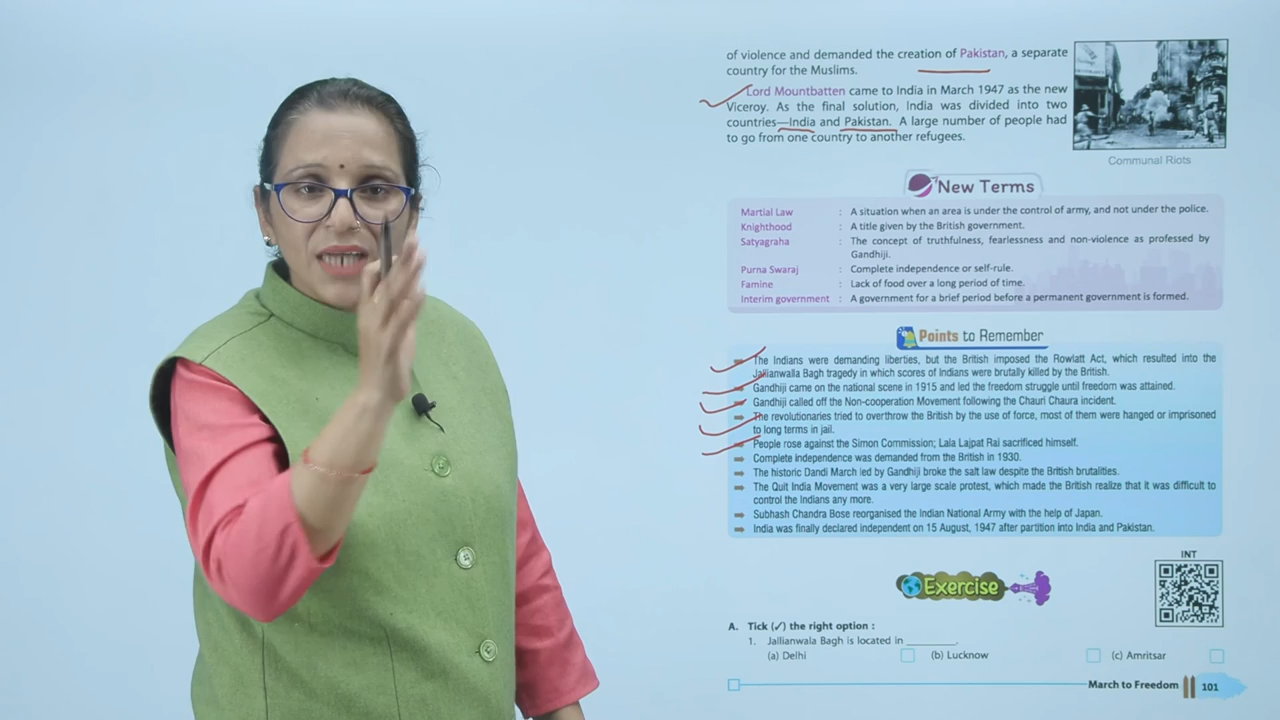 of violence and demanded the creation of Pakistan, a separate
country for the Muslims.
Lord Mountbatten came to India in March 1947 as the new
Viceroy. As the final solution, India was divided into two
countries—India and Pakistan. A large number of people had
to go from one country to another refugees.
Communal Riots
New Terms
Martial Law : A situation when an area is under the control of army, and not under the police.
Knighthood : A title given by the British government.
Satyagraha : The concept of truthfulness, fearlessness and non-violence as professed by
Gandhiji.
Purna Swaraj : Complete independence or self-rule.
Famine : Lack of food over a long period of time.
Interim government : A government for a brief period before a permanent government is formed.
Points to Remember
The Indians were demanding liberties, but the British imposed the Rowlatt Act, which resulted into the
Jallianwalla Bagh tragedy in which scores of Indians were brutally killed by the British.
Gandhiji came on the national scene in 1915 and led the freedom struggle until freedom was attained.
Gandhiji called off the Non-cooperation Movement following the Chauri Chaura incident.
The revolutionaries tried to overthrow the British by the use of force, most of them were hanged or imprisoned
to long terms in jail.
People rose against the Simon Commission; Lala Lajpat Rai sacrificed himself.
Complete independence was demanded from the British in 1930.
The historic Dandi March led by Gandhiji broke the salt law despite the British brutalities.
The Quit India Movement was a very large scale protest, which made the British realize that it was difficult to
control the Indians any more.
Subhash Chandra Bose reorganised the Indian National Army with the help of Japan.
India was finally declared independent on 15 August, 1947 after partition into India and Pakistan.
INT
Exercise
A. Tick (✓) the right option :
1. Jallianwala Bagh is located in ________.
(a) Delhi (b) Lucknow (c) Amritsar
March to Freedom 101